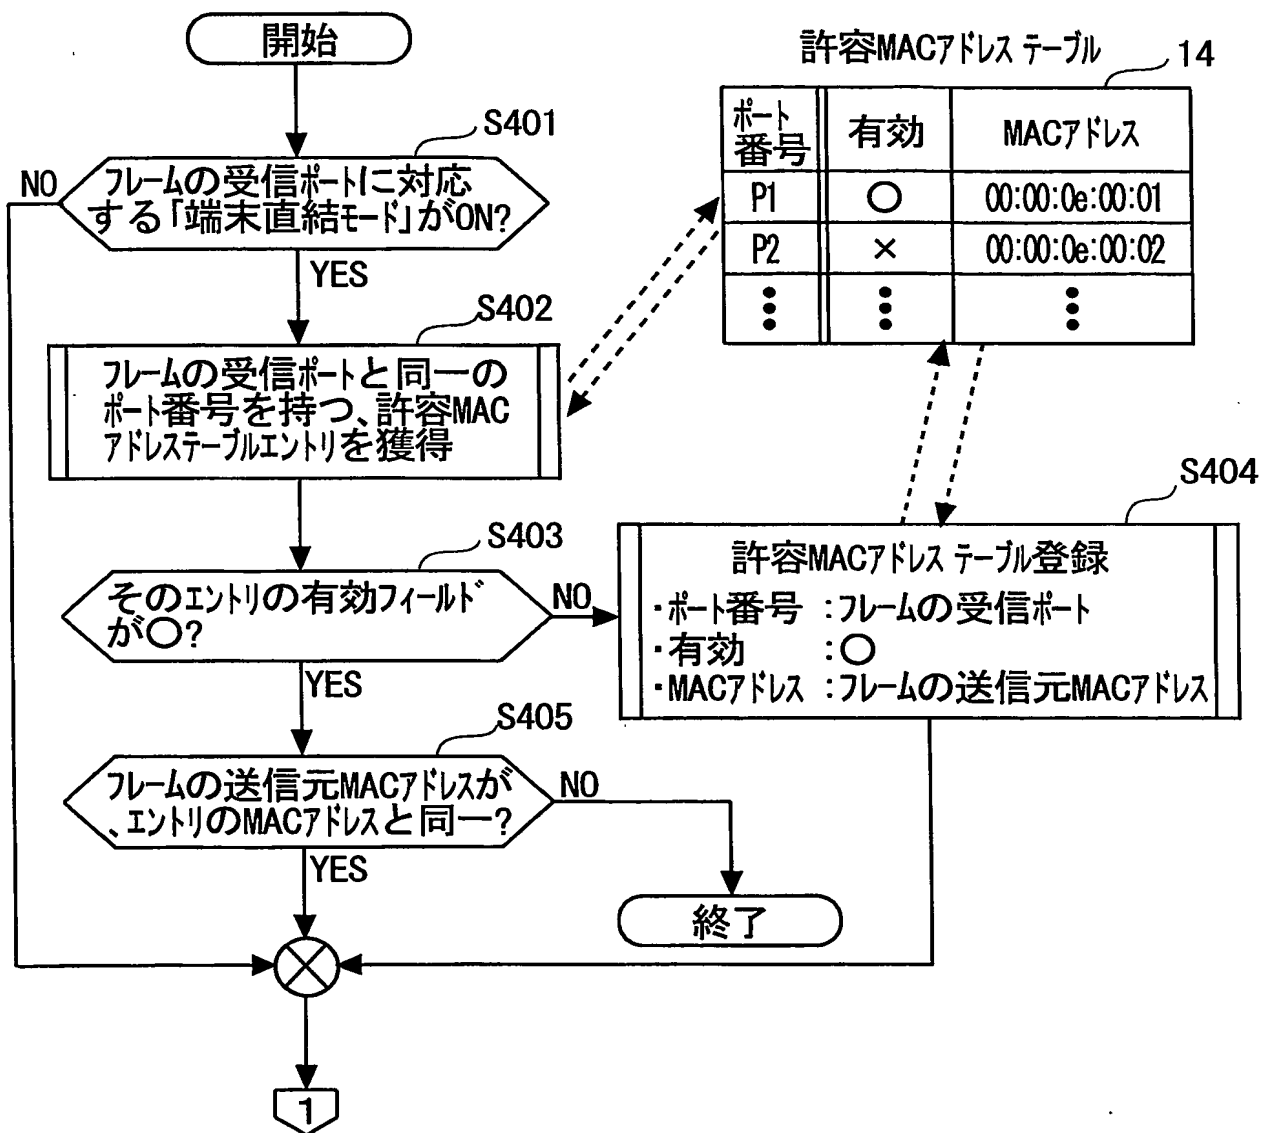 開始
S401
フレームの受信ポートに対応
する「端末直結モード」がON?
NO
YES
S402
フレームの受信ポートと同一の
ポート番号を持つ、許容MAC
アドレステーブルエントリを獲得
S403
そのエントリの有効フィールド
が○?
NO
YES
S405
フレームの送信元MACアドレスが
、エントリのMACアドレスと同一?
NO
YES
終了
1
許容MACアドレス テーブル
14
ポート
番号
有効
MACアドレス
P1 ○ 00:00:0e:00:01
P2 × 00:00:0e:00:02
S404
許容MACアドレス テーブル登録
・ポート番号 :フレームの受信ポート
・有効 :○
・MACアドレス :フレームの送信元MACアドレス